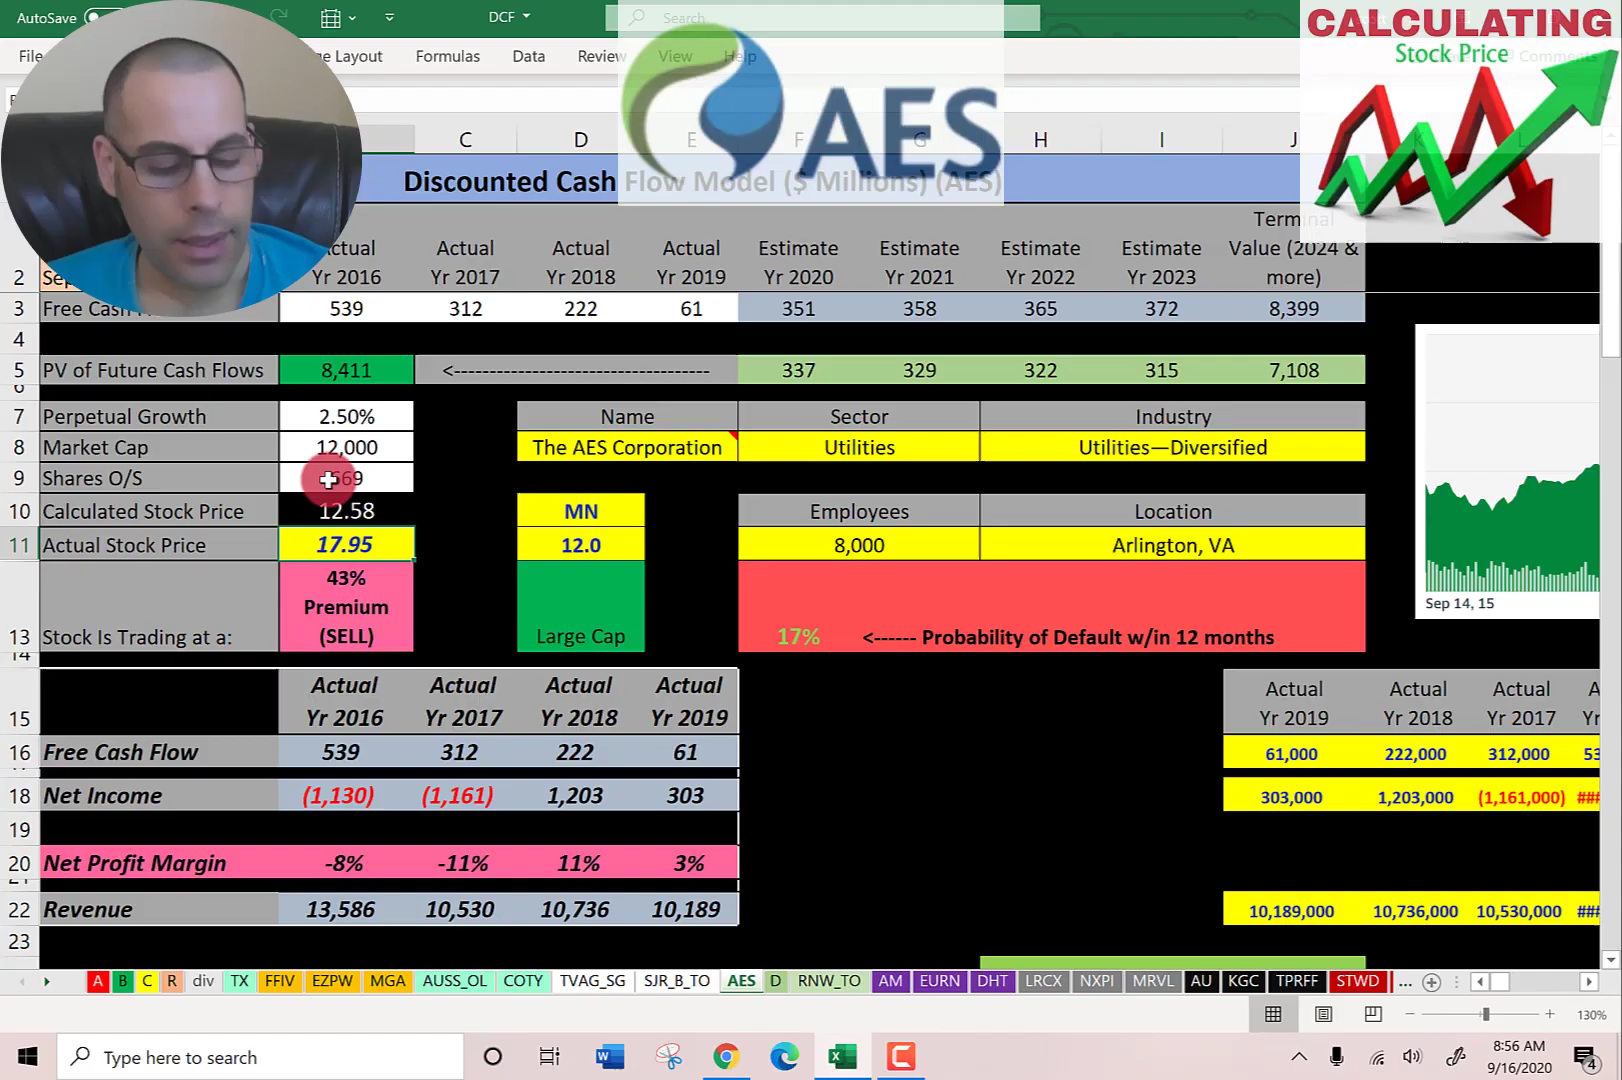 AutoSave
DCF
Search
CALCULATING
Stock Price
Comments
File
ge Layout
Formulas
Data
Review
View
Help
AES
C D E F G H I J K L
Discounted Cash Flow Model ($ Millions) (AES)
Actual Yr 2016
Actual Yr 2017
Actual Yr 2018
Actual Yr 2019
Estimate Yr 2020
Estimate Yr 2021
Estimate Yr 2022
Estimate Yr 2023
Terminal Value (2024 & more)
2 Sep
3 Free Cash 539 312 222 61 351 358 365 372 8,399
4
5 PV of Future Cash Flows 8,411 <---------------------------------- 337 329 322 315 7,108
6
7 Perpetual Growth 2.50% Name Sector Industry
8 Market Cap 12,000 The AES Corporation Utilities Utilities—Diversified
9 Shares O/S 69
10 Calculated Stock Price 12.58 MN Employees Location
11 Actual Stock Price 17.95 12.0 8,000 Arlington, VA
43%
Premium
(SELL)
13 Stock Is Trading at a: Large Cap 17% <------ Probability of Default w/in 12 months
Sep 14, 15
14
15 Actual Yr 2016 Actual Yr 2017 Actual Yr 2018 Actual Yr 2019 Actual Yr 2019 Actual Yr 2018 Actual Yr 2017 A Yr
16 Free Cash Flow 539 312 222 61 61,000 222,000 312,000 53
18 Net Income (1,130) (1,161) 1,203 303 303,000 1,203,000 (1,161,000) ###
19
20 Net Profit Margin -8% -11% 11% 3%
21
22 Revenue 13,586 10,530 10,736 10,189 10,189,000 10,736,000 10,530,000 ###
23
A B C R div TX FFIV EZPW MGA AUSS_OL COTY TVAG_SG SJR_B_TO AES D RNW_TO AM EURN DHT LRCX NXPI MRVL AU KGC TPRFF STWD ...
130%
Type here to search
8:56 AM
9/16/2020
4